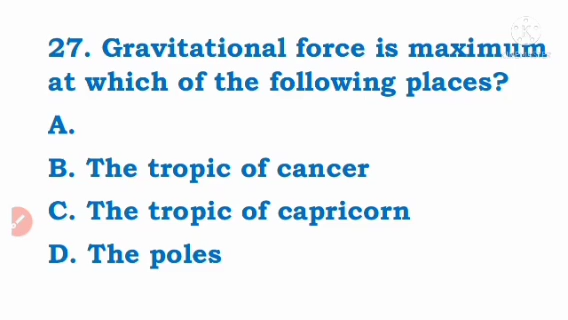 27. Gravitational force is maximum
at which of the following places?
A.
B. The tropic of cancer
C. The tropic of capricorn
D. The poles